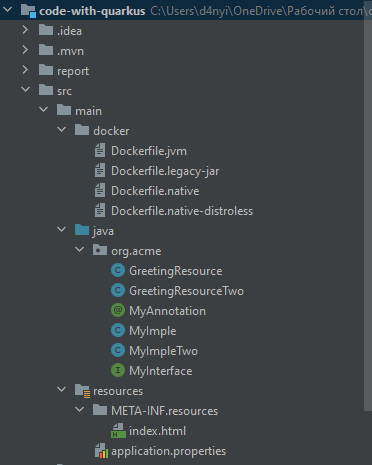 code-with-quarkus C:\Users\d4nyi\OneDrive\Рабочий стол\c
.idea
.mvn
report
src
main
docker
Dockerfile.jvm
Dockerfile.legacy-jar
Dockerfile.native
Dockerfile.native-distroless
java
org.acme
GreetingResource
GreetingResourceTwo
MyAnnotation
MyImple
MyImpleTwo
MyInterface
resources
META-INF.resources
index.html
application.properties